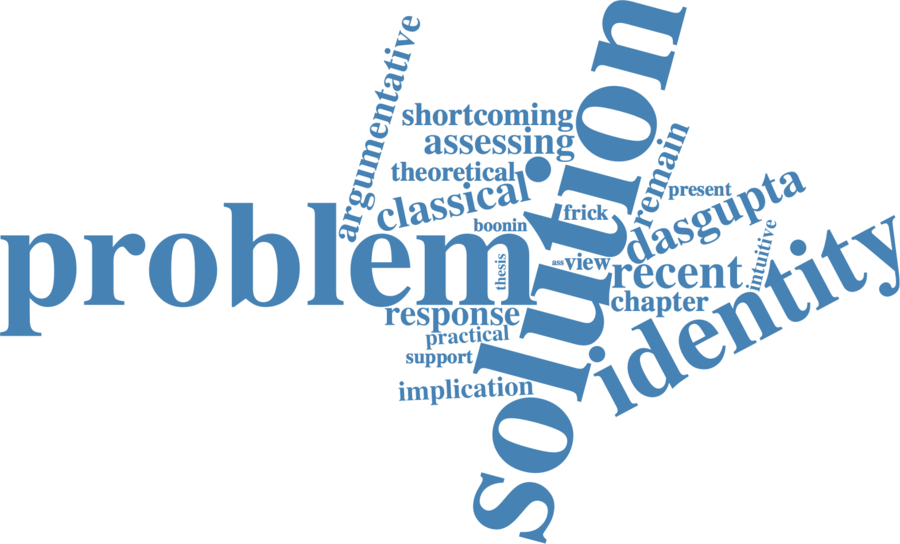 argumentative
shortcoming
assessing
theoretical
classical
solution
remain
present
dasgupta
boonin
frick
problem
thesis
ass
view
recent
intuitive
identity
chapter
response
practical
support
implication